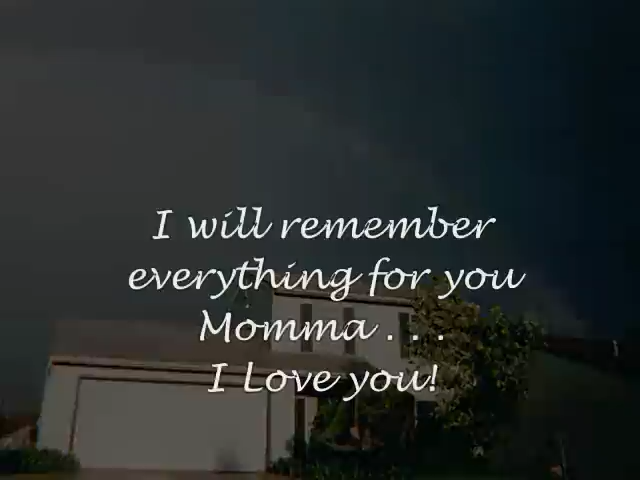 I will remember
everything for you
Momma . . .
I Love you!